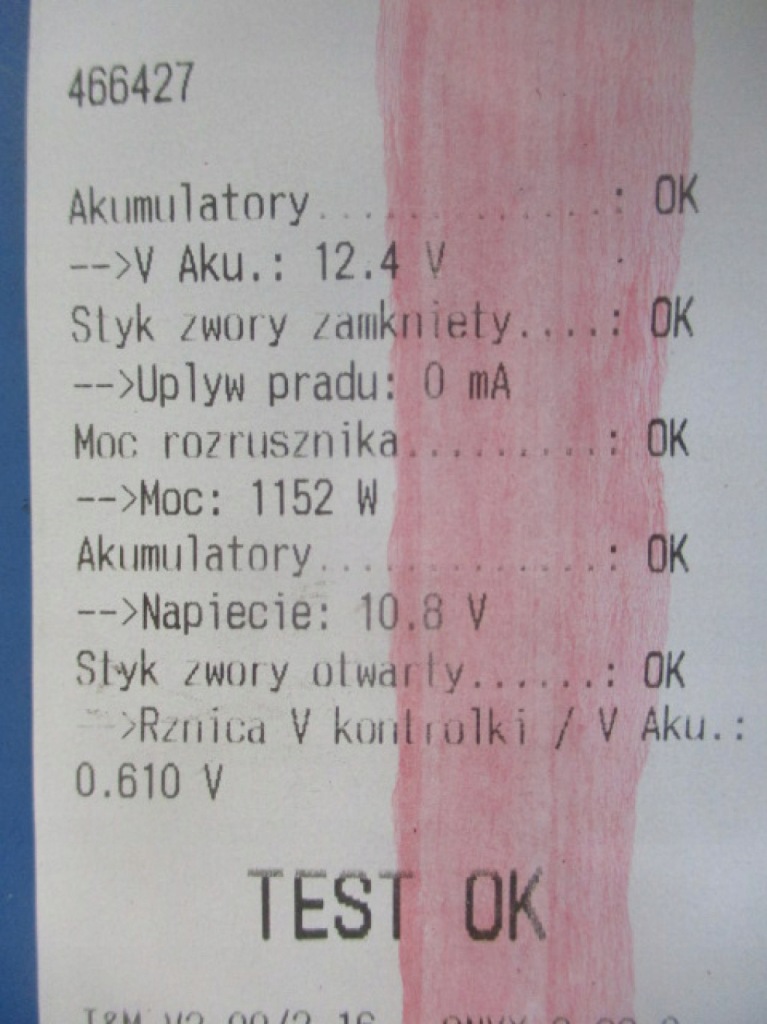 466427
Akumulatory.............: OK
-->V Aku.: 12.4 V
Styk zwory zamkniety....: OK
-->Uplyw pradu: 0 mA
Moc rozrusznika.........: OK
-->Moc: 1152 W
Akumulatory.............: OK
-->Napiecie: 10.8 V
Styk zwory otwarty......: OK
-->Rznica V kontrolki / V Aku.:
0.610 V
TEST OK